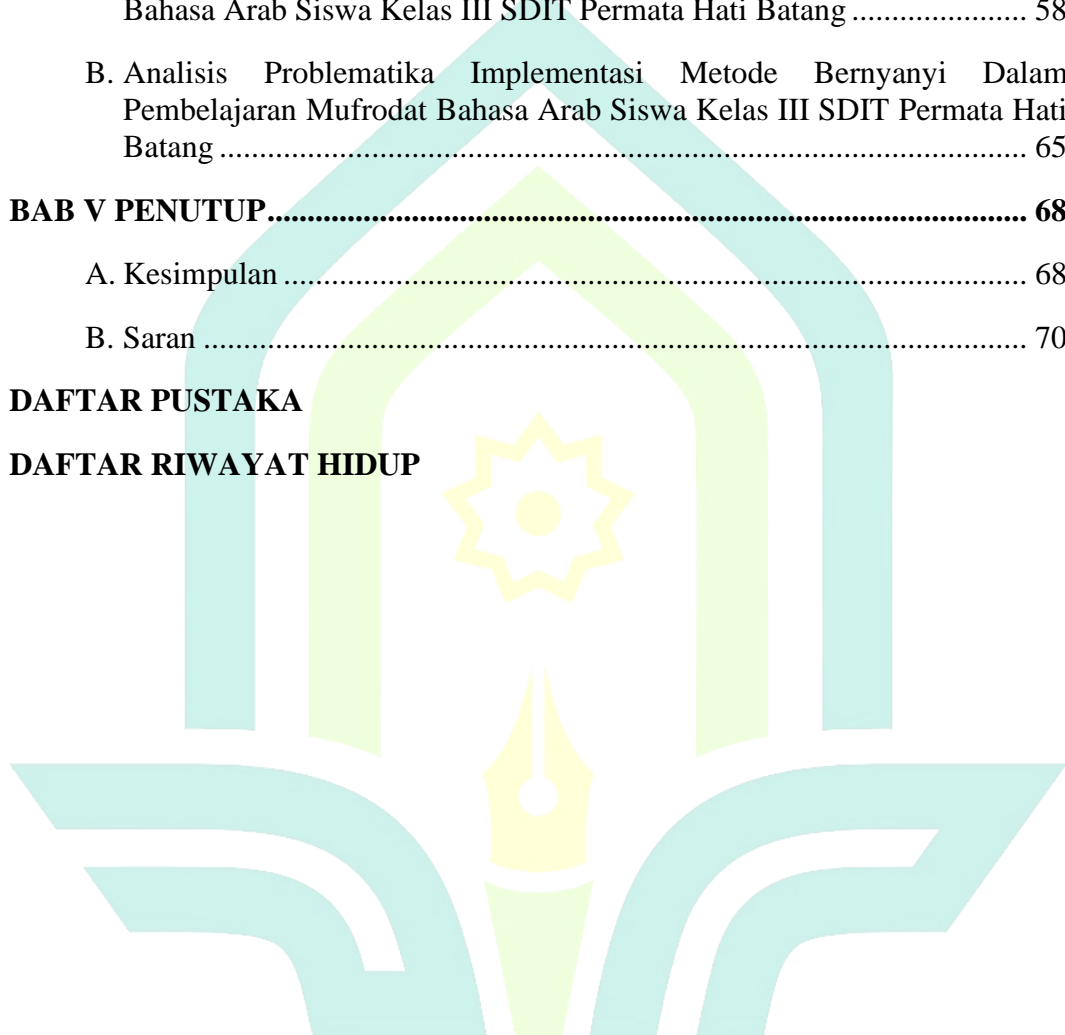 Bahasa Arab Siswa Kelas III SDIT Permata Hati Batang ...................... 58
B. Analisis Problematika Implementasi Metode Bernyanyi Dalam
Pembelajaran Mufrodat Bahasa Arab Siswa Kelas III SDIT Permata Hati
Batang ...................................................................................................... 65
BAB V PENUTUP................................................................................................ 68
A. Kesimpulan .............................................................................................. 68
B. Saran ........................................................................................................ 70
DAFTAR PUSTAKA
DAFTAR RIWAYAT HIDUP